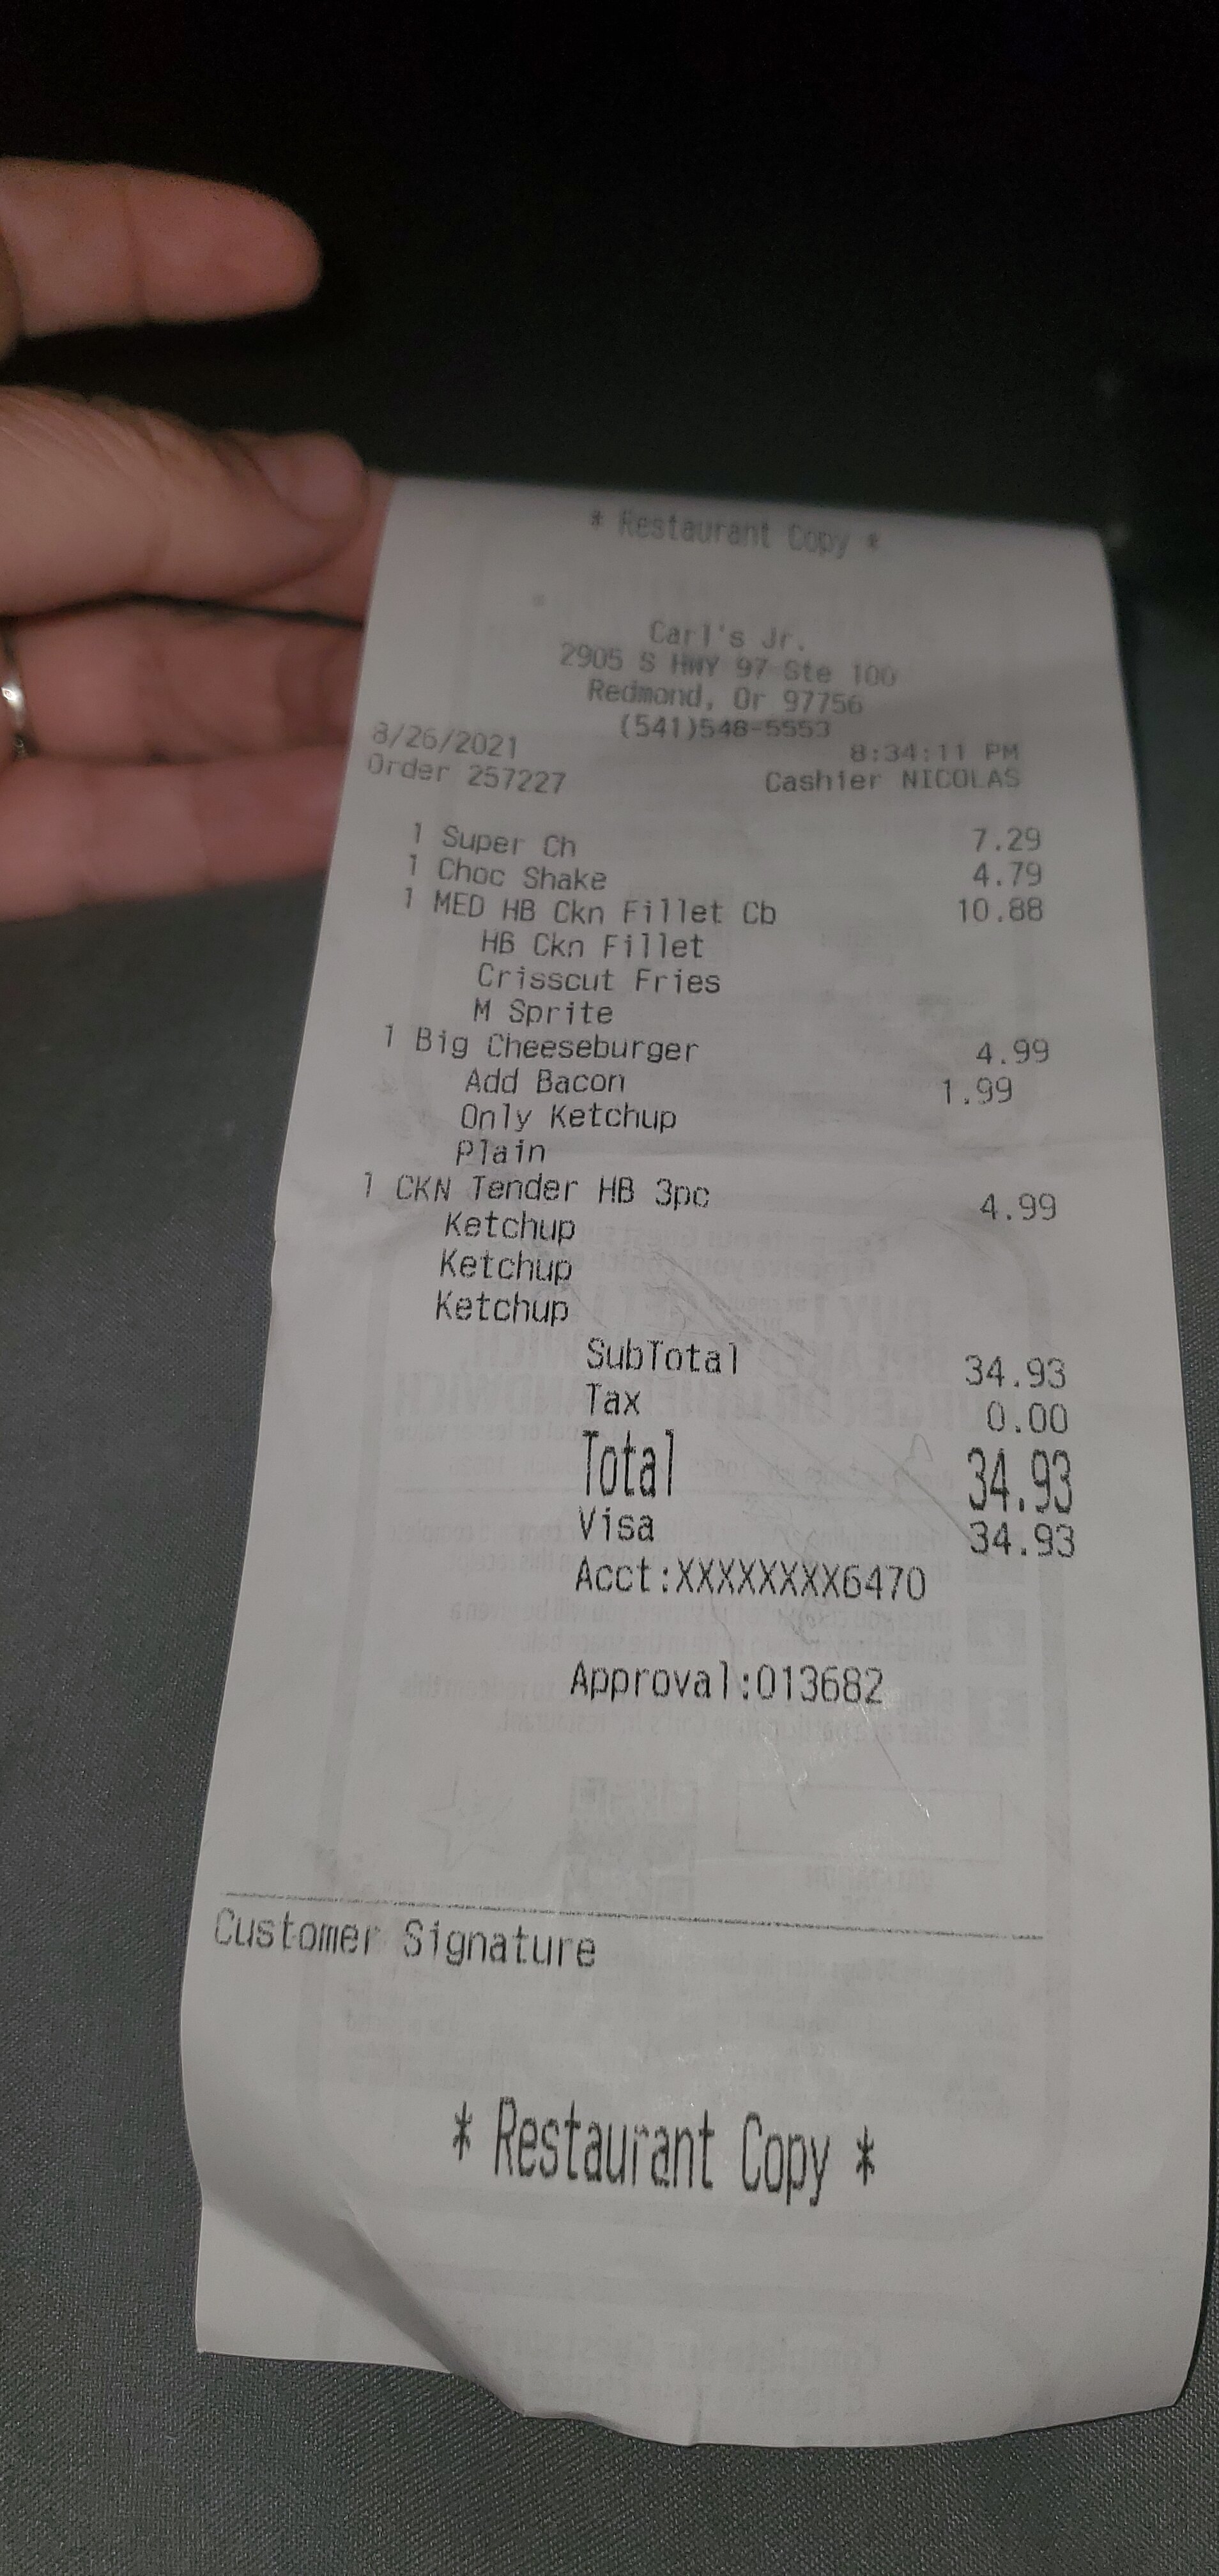 * Restaurant Copy *
Carl's Jr.
2905 S HWY 97 Ste 100
Redmond, Or 97756
(541)548-5553
8/26/2021 8:34:11 PM
Order 257227 Cashier NICOLAS
1 Super Ch 7.29
1 Choc Shake 4.79
1 MED HB Ckn Fillet Cb 10.88
HB Ckn Fillet
Crisscut Fries
M Sprite
1 Big Cheeseburger 4.99
Add Bacon 1.99
Only Ketchup
Plain
1 CKN Tender HB 3pc 4.99
Ketchup
Ketchup
Ketchup
SubTotal 34.93
Tax 0.00
Total 34.93
Visa 34.93
Acct:XXXXXXXX6470
Approval:013682
Customer Signature
* Restaurant Copy *